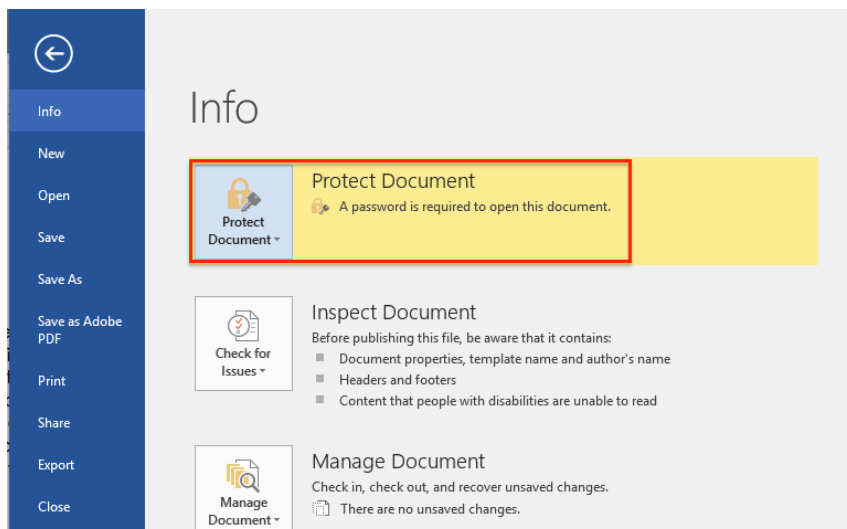 Info
New
Open
Save
Save As
Save as Adobe
PDF
Print
Share
Export
Close
Info
Protect
Document
Protect Document
A password is required to open this document.
Check for
Issues
Inspect Document
Before publishing this file, be aware that it contains:
Document properties, template name and author's name
Headers and footers
Content that people with disabilities are unable to read
Manage
Document
Manage Document
Check in, check out, and recover unsaved changes.
There are no unsaved changes.